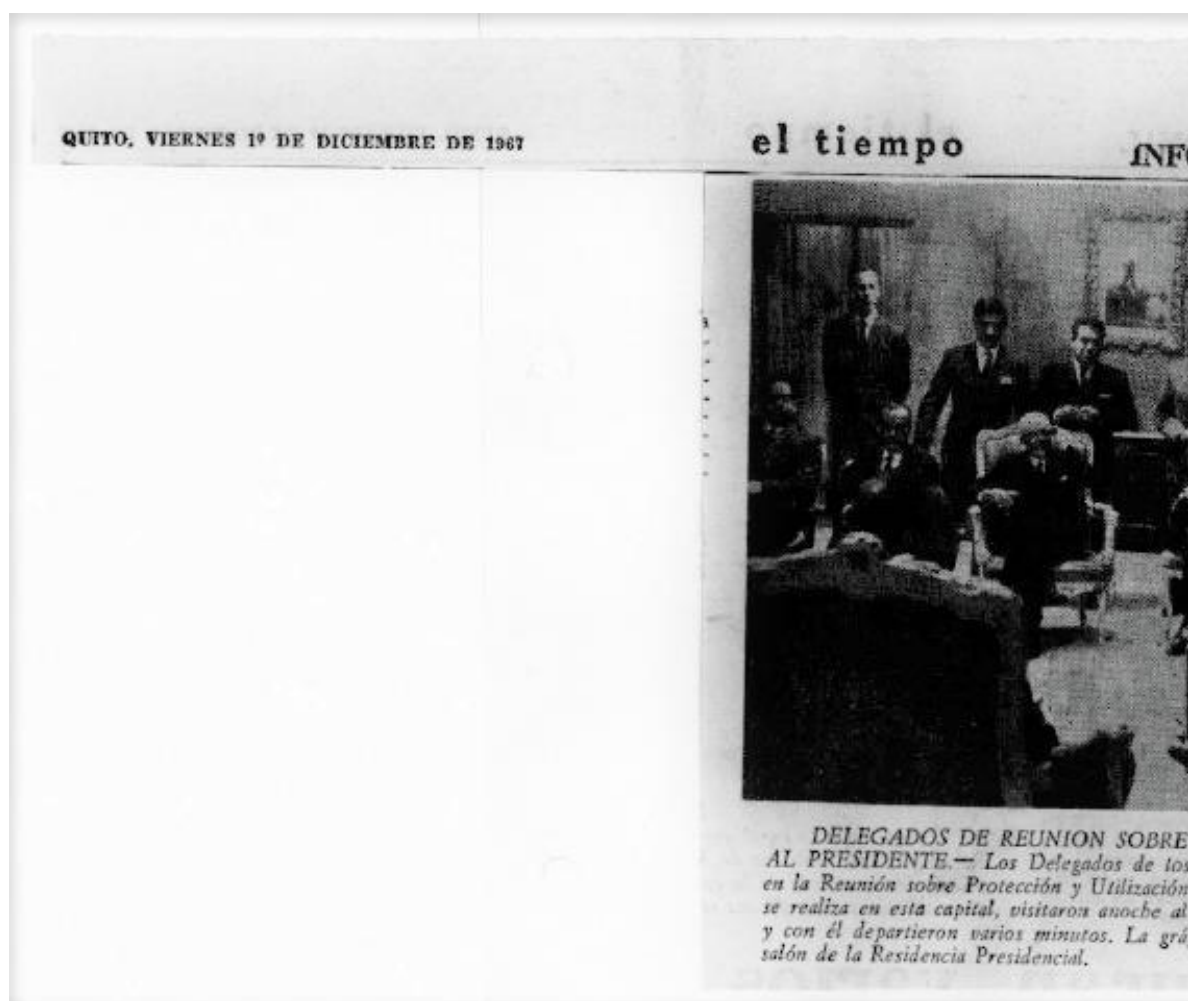 QUITO, VIERNES 1º DE DICIEMBRE DE 1967
el tiempo
INFO
DELEGADOS DE REUNION SOBRE
AL PRESIDENTE.— Los Delegados de los
en la Reunión sobre Protección y Utilización
se realiza en esta capital, visitaron anoche al
y con él departieron varios minutos. La grá
salón de la Residencia Presidencial.